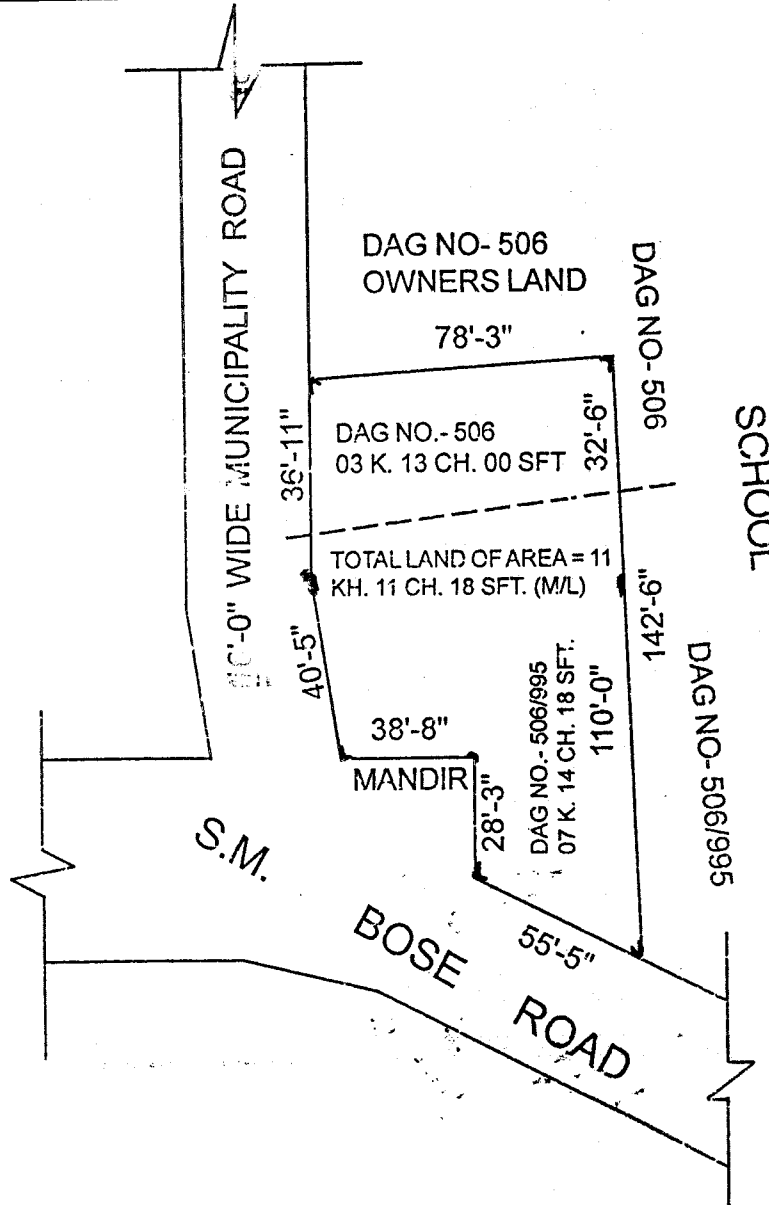 DAG NO- 506
OWNERS LAND
78'-3"
DAG NO- 506
SCHOOL
WIDE MUNICIPALITY ROAD
36'-11"
DAG NO.- 506
03 K. 13 CH. 00 SFT
32'-6"
TOTAL LAND OF AREA = 11
KH. 11 CH. 18 SFT. (M/L)
40'-5"
142'-6"
38'-8"
MANDIR
28'-3"
DAG NO.- 506/995
07 K. 14 CH. 18 SFT.
110'-0"
DAG NO- 506/995
55'-5"
S.M. BOSE ROAD